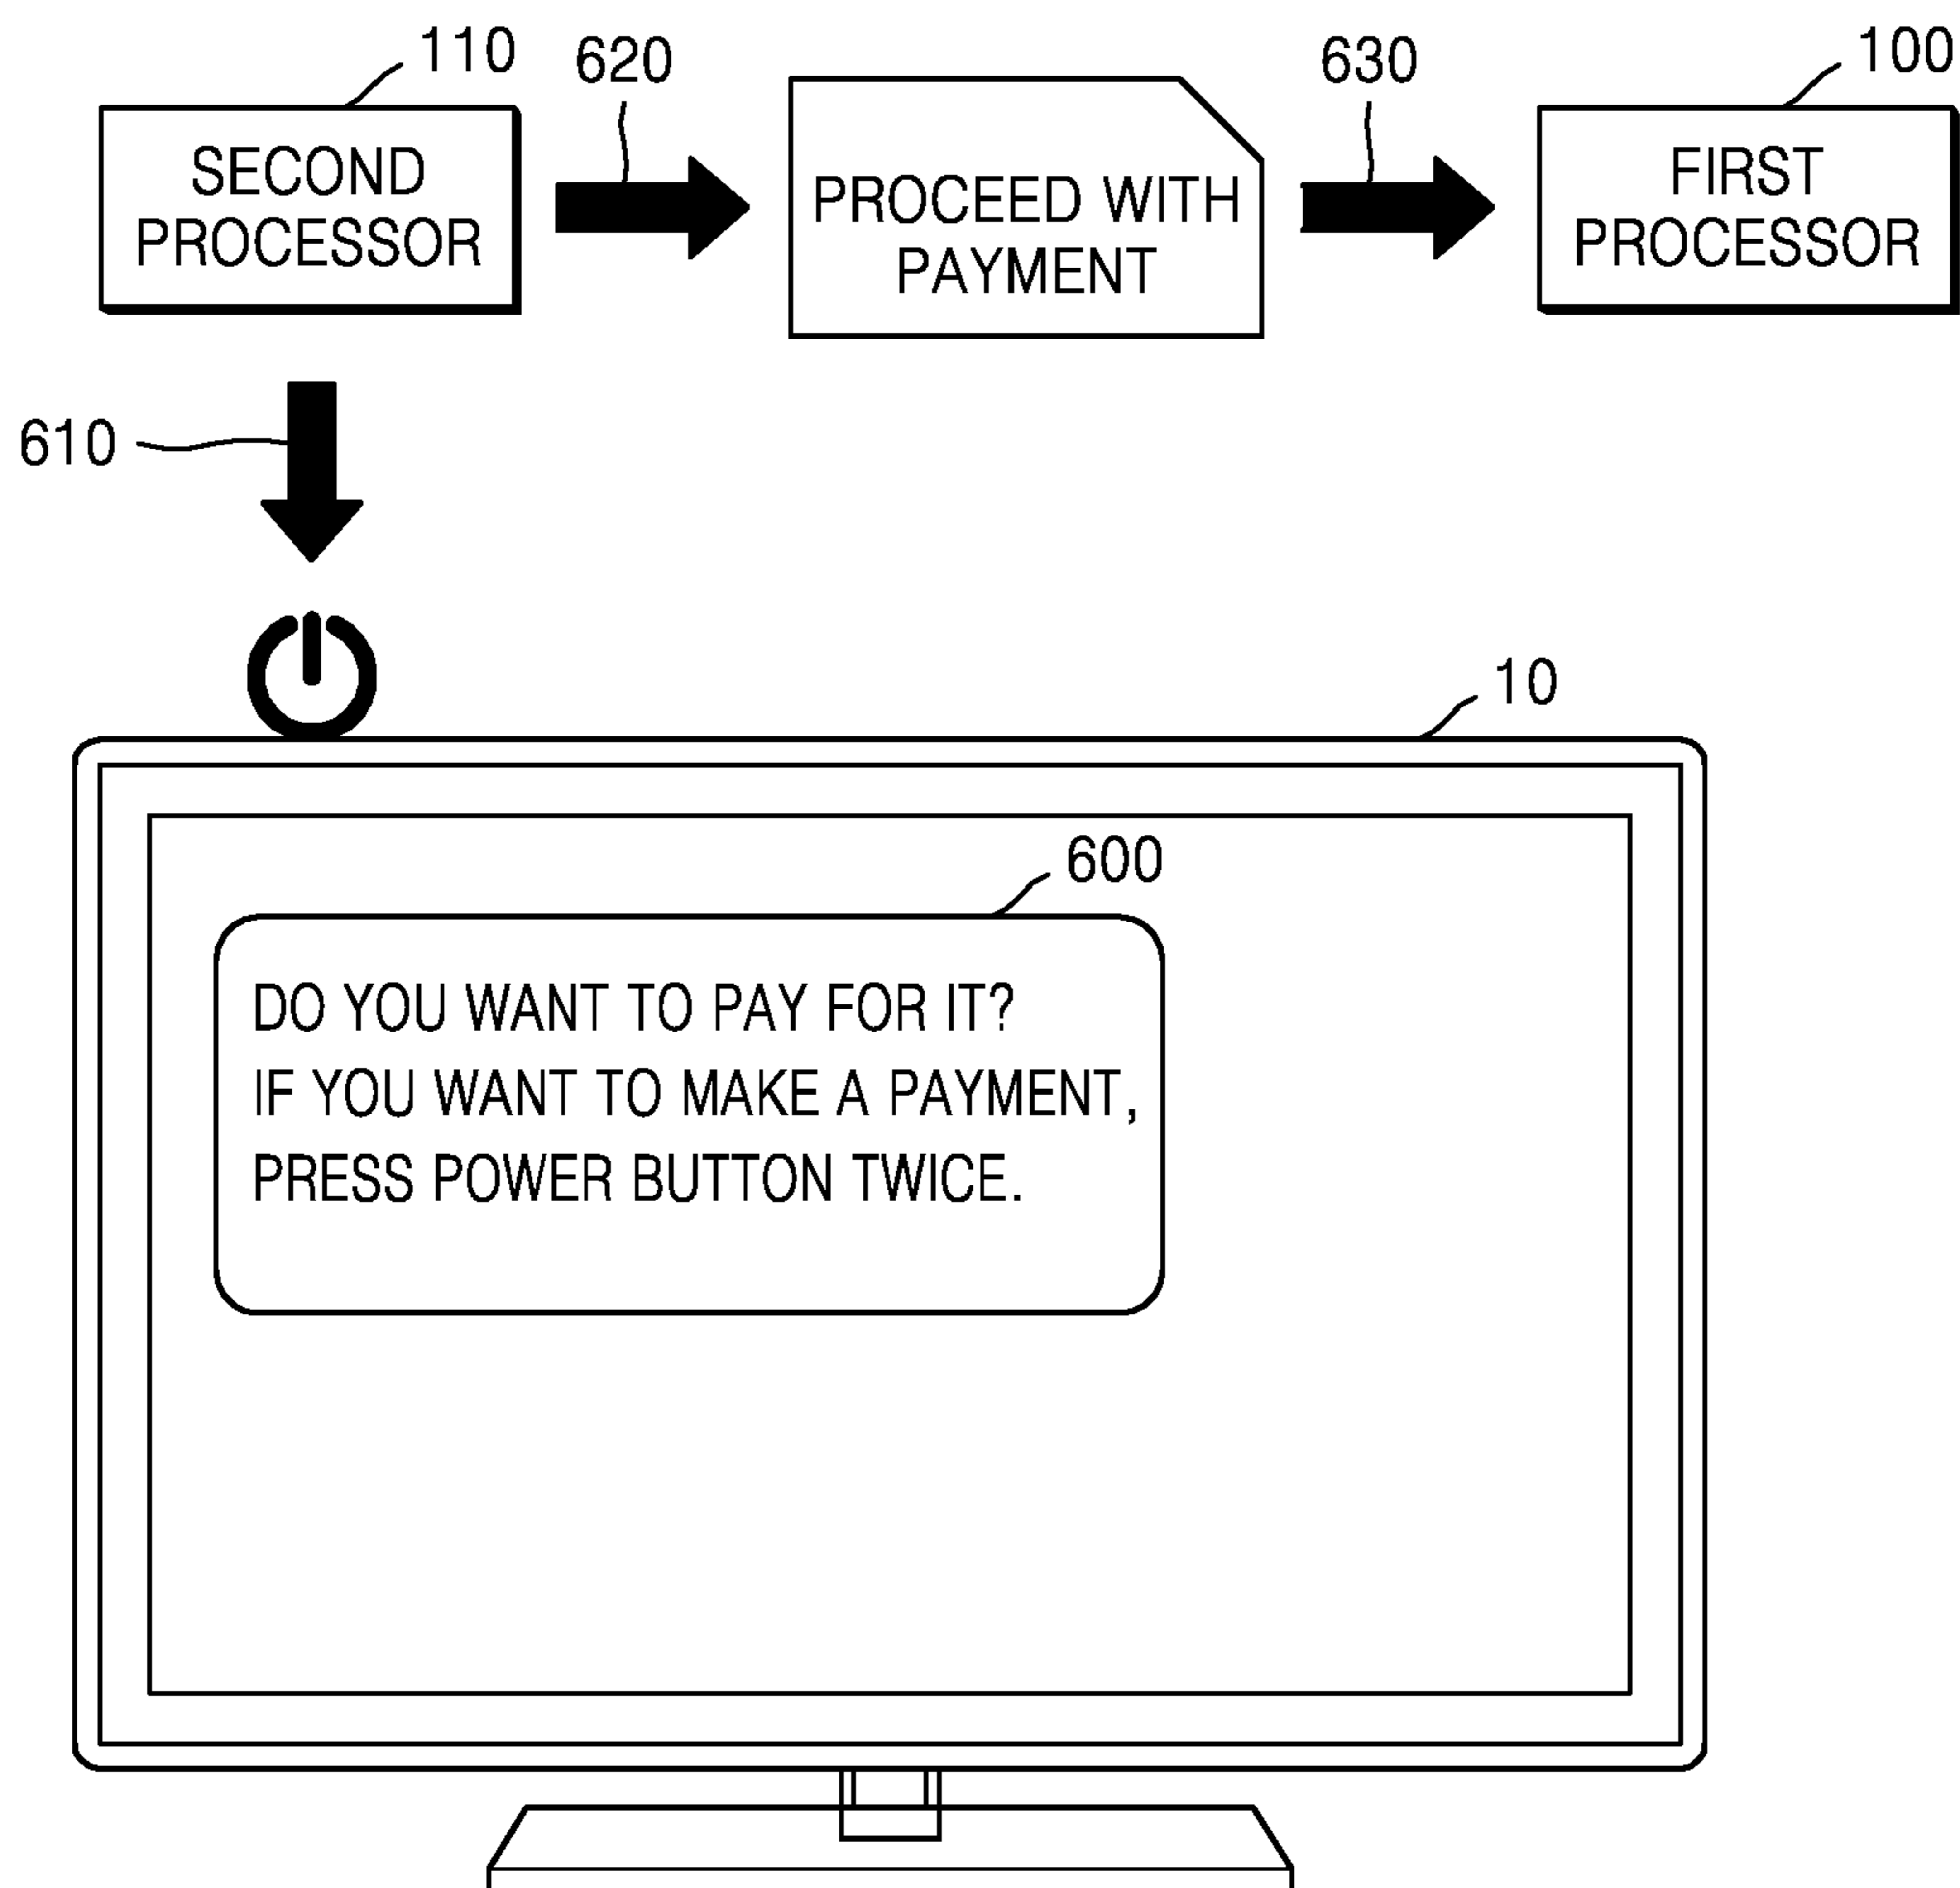 110
620
630
100
SECOND
PROCESSOR
PROCEED WITH
PAYMENT
FIRST
PROCESSOR
610
10
600
DO YOU WANT TO PAY FOR IT?
IF YOU WANT TO MAKE A PAYMENT,
PRESS POWER BUTTON TWICE.